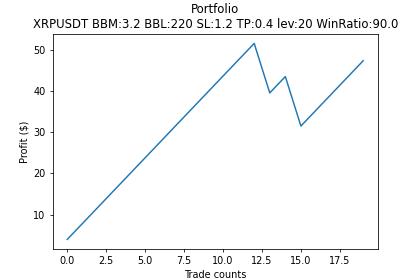 Portfolio
XRPUSDT BBM:3.2 BBL:220 SL:1.2 TP:0.4 lev:20 WinRatio:90.0
50
40
30
20
10
Profit ($)
0.0 2.5 5.0 7.5 10.0 12.5 15.0 17.5
Trade counts